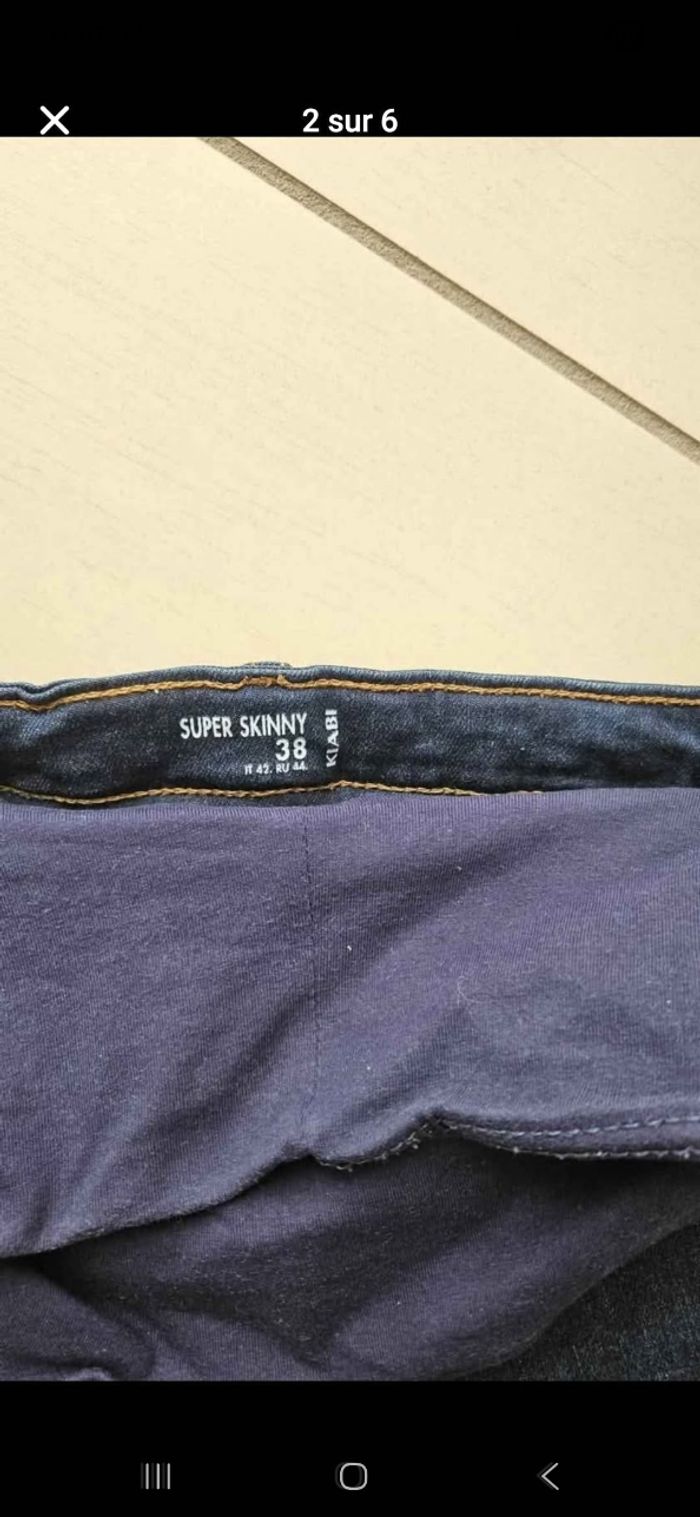 2 sur 6
SUPER SKINNY
38
IT 42. RU 44.
KIABI